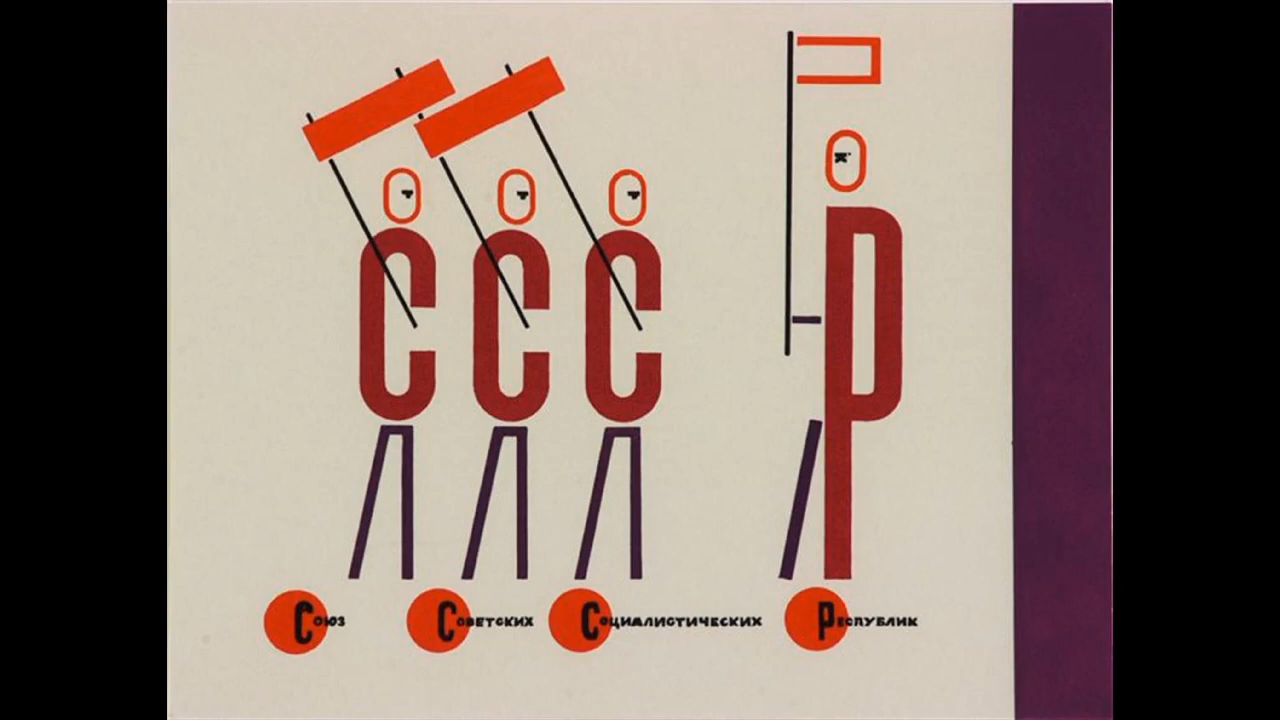 СССР
Союз Советских Социалистических Республик